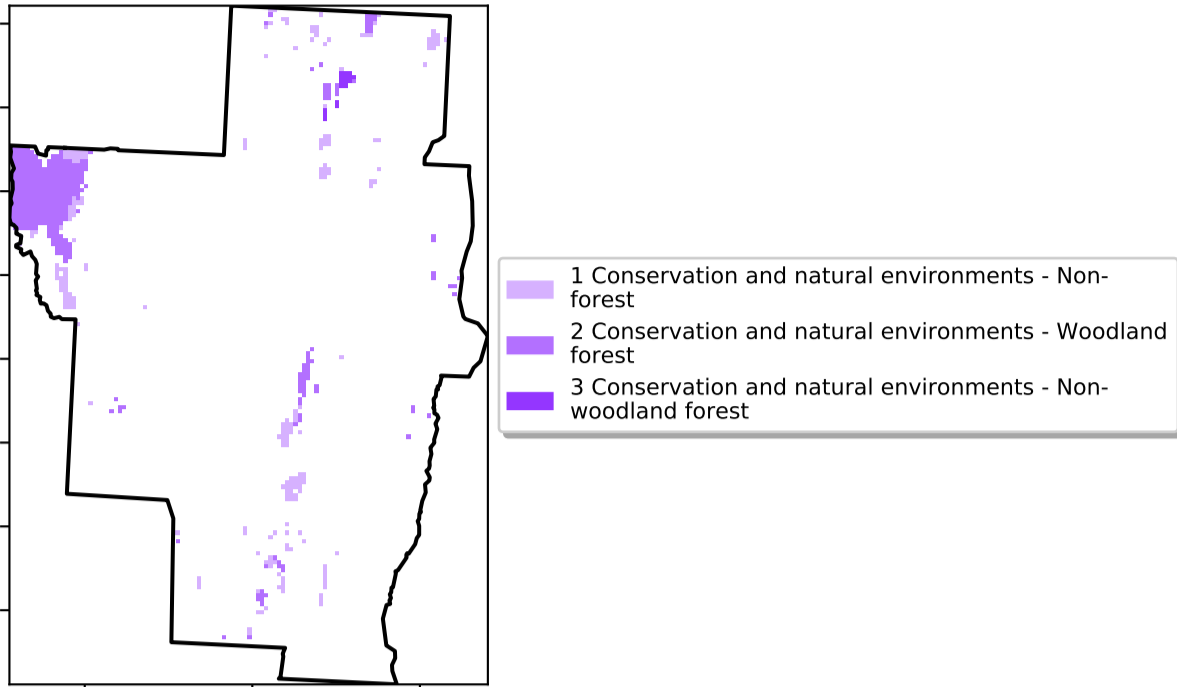 1 Conservation and natural environments - Non-
forest
2 Conservation and natural environments - Woodland
forest
3 Conservation and natural environments - Non-
woodland forest